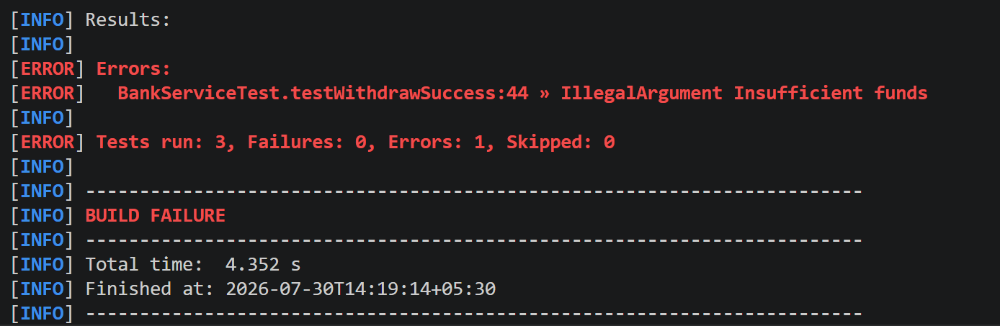 [INFO] Results:
[INFO]
[ERROR] Errors:
[ERROR]   BankServiceTest.testWithdrawSuccess:44 » IllegalArgument Insufficient funds
[INFO]
[ERROR] Tests run: 3, Failures: 0, Errors: 1, Skipped: 0
[INFO]
[INFO] ------------------------------------------------------------------------
[INFO] BUILD FAILURE
[INFO] ------------------------------------------------------------------------
[INFO] Total time:  4.352 s
[INFO] Finished at: 2026-07-30T14:19:14+05:30
[INFO] ------------------------------------------------------------------------